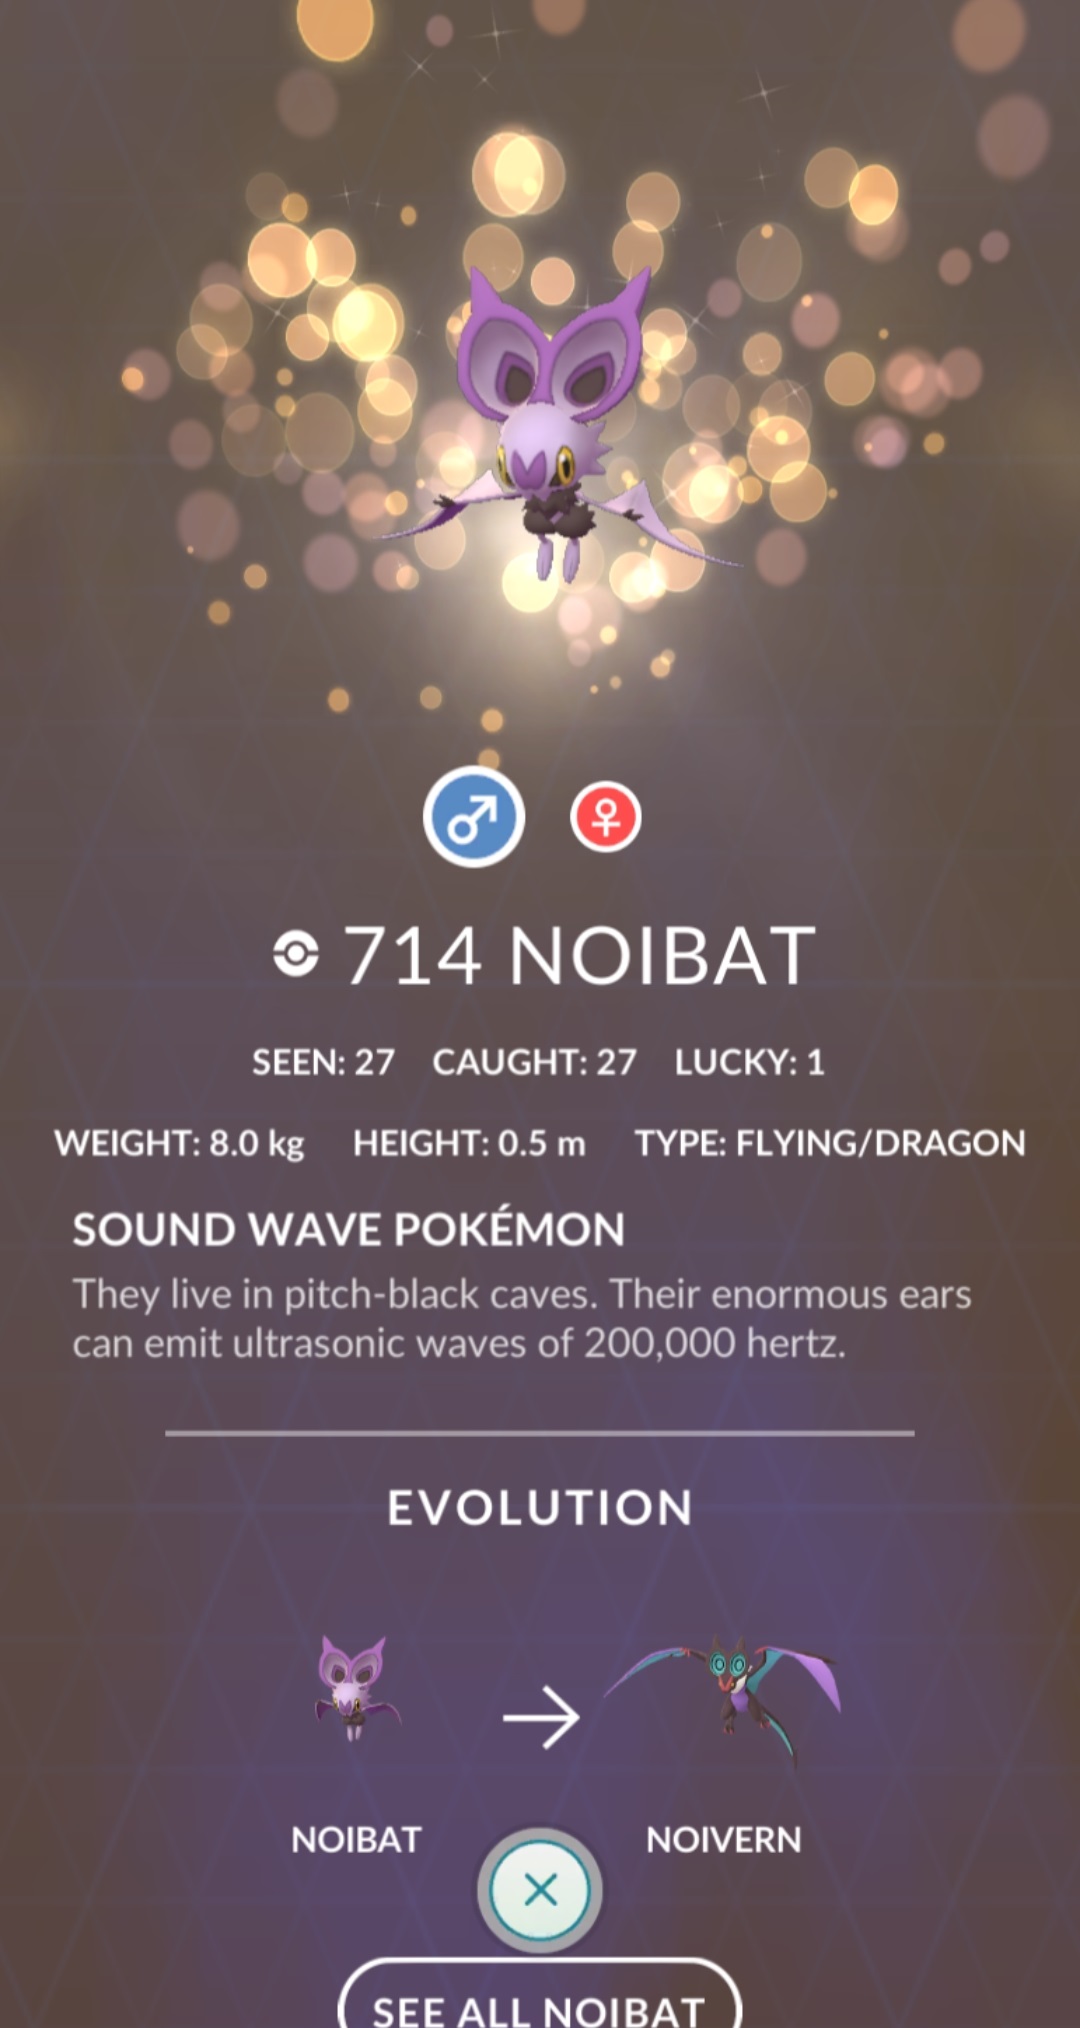 714 NOIBAT
SEEN: 27 CAUGHT: 27 LUCKY: 1
WEIGHT: 8.0 kg HEIGHT: 0.5 m TYPE: FLYING/DRAGON
SOUND WAVE POKÉMON
They live in pitch-black caves. Their enormous ears
can emit ultrasonic waves of 200,000 hertz.
EVOLUTION
NOIBAT NOIVERN
SEE ALL NOIBAT